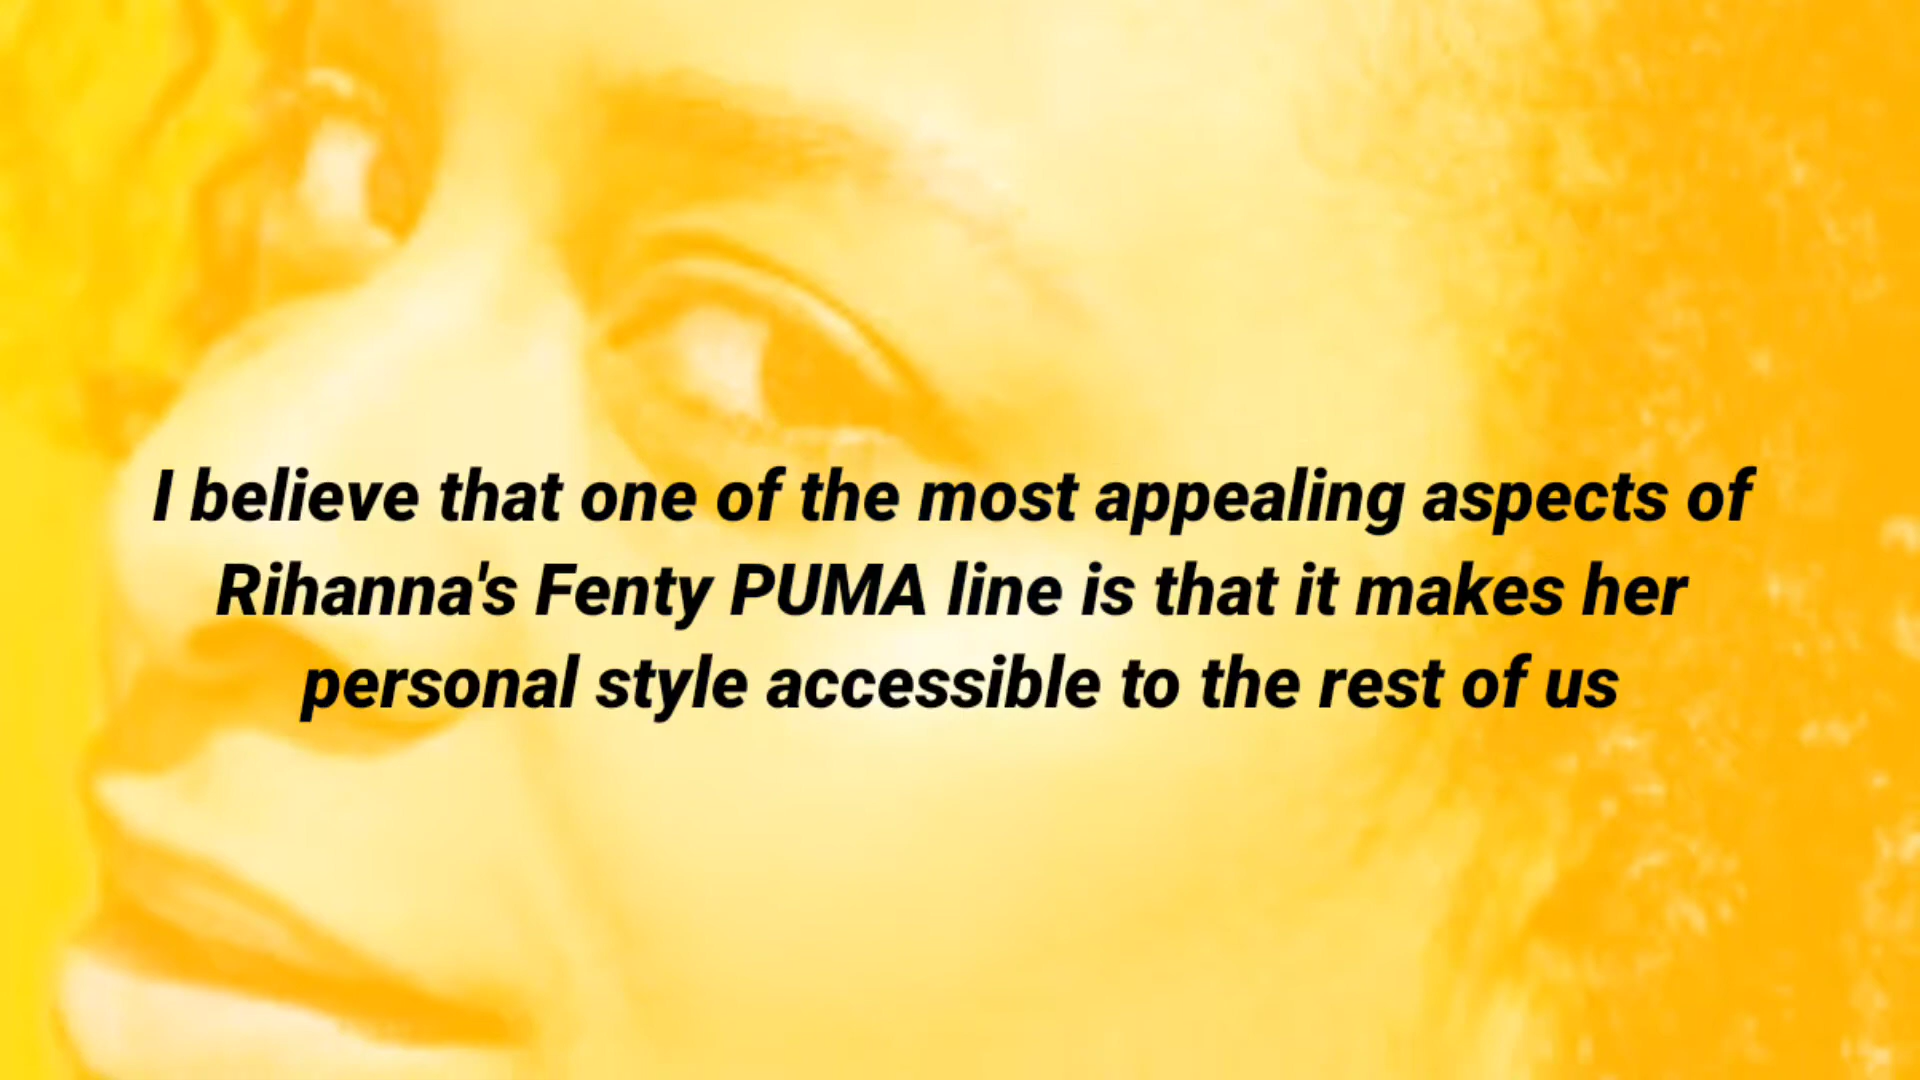 I believe that one of the most appealing aspects of
Rihanna's Fenty PUMA line is that it makes her
personal style accessible to the rest of us